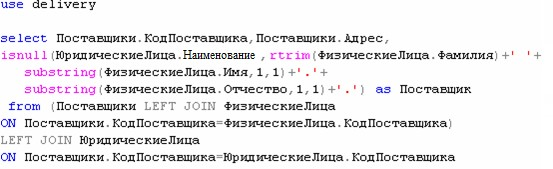 use delivery
select Поставщики.КодПоставщика,Поставщики.Адрес,
isnull(ЮридическиеЛица.Наименование ,rtrim(ФизическиеЛица.Фамилия)+' '+
substring(ФизическиеЛица.Имя,1,1)+'.'+
substring(ФизическиеЛица.Отчество,1,1)+'.') as Поставщик
from (Поставщики LEFT JOIN ФизическиеЛица
ON Поставщики.КодПоставщика=ФизическиеЛица.КодПоставщика)
LEFT JOIN ЮридическиеЛица
ON Поставщики.КодПоставщика=ЮридическиеЛица.КодПоставщика